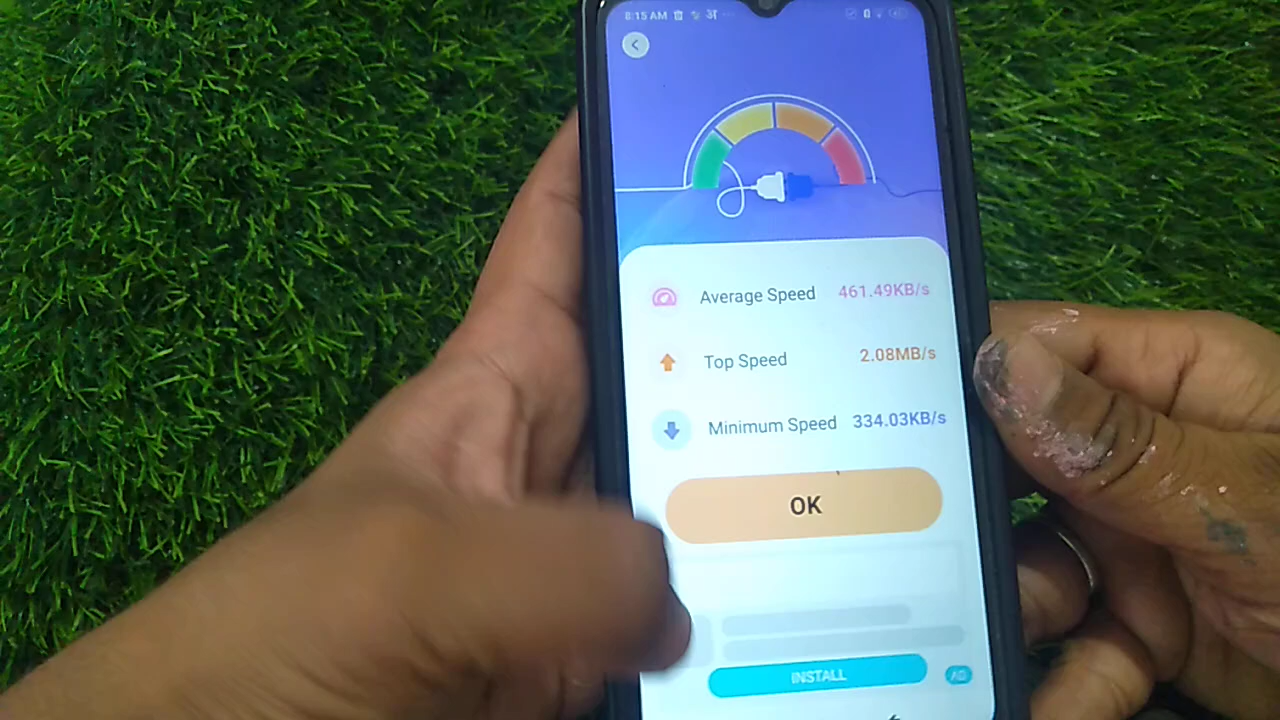 8:15 AM अ
Average Speed 461.49KB/s
Top Speed 2.08MB/s
Minimum Speed 334.03KB/s
OK
INSTALL
AD